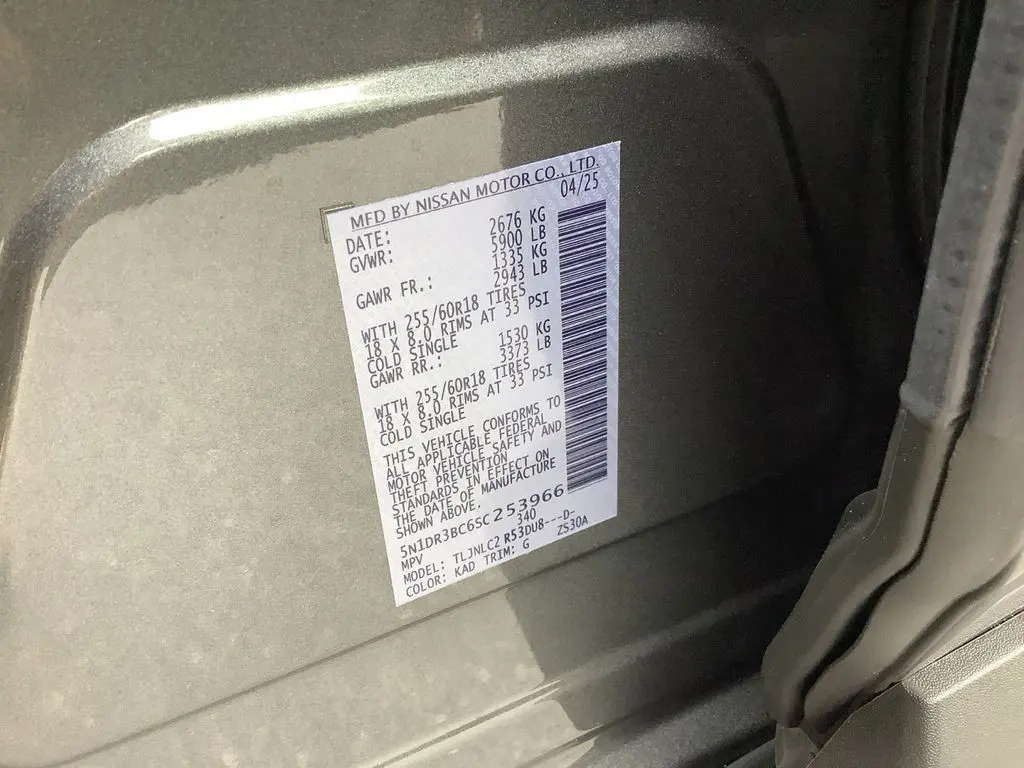 MFD BY NISSAN MOTOR CO., LTD.
DATE: 04/25
GVWR: 2676 KG
5900 LB
GAWR FR.: 1335 KG
2943 LB
WITH 255/60R18 TIRES
18 X 8.0 RIMS AT 33 PSI
COLD SINGLE
GAWR RR.: 1530 KG
3373 LB
WITH 255/60R18 TIRES
18 X 8.0 RIMS AT 33 PSI
COLD SINGLE
THIS VEHICLE CONFORMS TO
ALL APPLICABLE FEDERAL
MOTOR VEHICLE SAFETY AND
THEFT PREVENTION
STANDARDS IN EFFECT ON
THE DATE OF MANUFACTURE
SHOWN ABOVE.
5N1DR3BC6SC253966
MPV 340
MODEL: TLJNLC2 R53DU8---D-
COLOR: KAD TRIM: G ZS30A